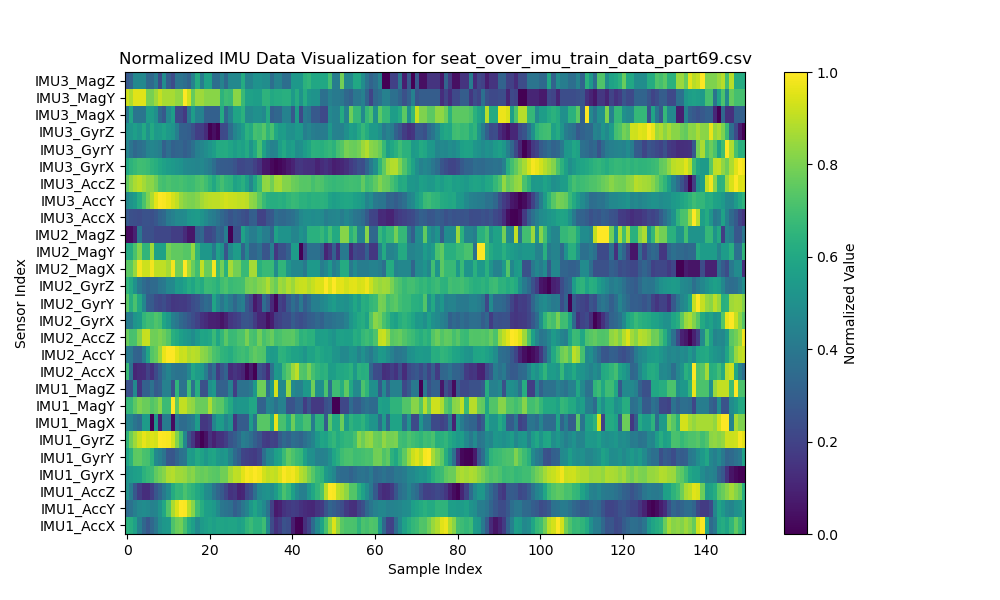 Normalized IMU Data Visualization for seat_over_imu_train_data_part69.csv
IMU3_MagZ
IMU3_MagY
IMU3_MagX
IMU3_GyrZ
IMU3_GyrY
IMU3_GyrX
IMU3_AccZ
IMU3_AccY
IMU3_AccX
IMU2_MagZ
IMU2_MagY
IMU2_MagX
IMU2_GyrZ
IMU2_GyrY
IMU2_GyrX
IMU2_AccZ
IMU2_AccY
IMU2_AccX
IMU1_MagZ
IMU1_MagY
IMU1_MagX
IMU1_GyrZ
IMU1_GyrY
IMU1_GyrX
IMU1_AccZ
IMU1_AccY
IMU1_AccX
Sensor Index
0 20 40 60 80 100 120 140
Sample Index
1.0
0.8
0.6
0.4
0.2
0.0
Normalized Value